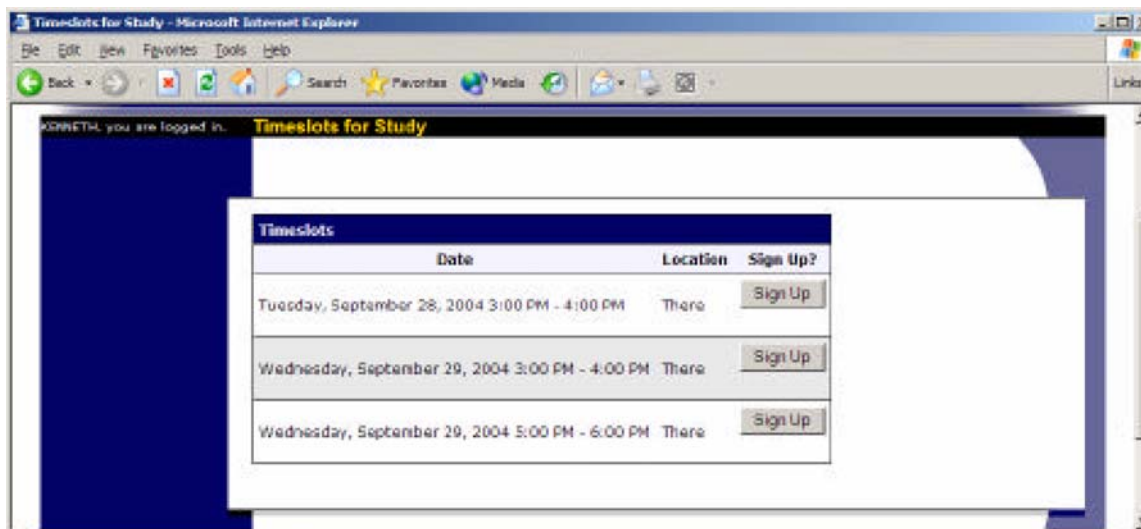 Timeslots for Study - Microsoft Internet Explorer
File Edit View Favorites Tools Help
Back Search Favorites Media Links
KENNETH, you are logged in. Timeslots for Study
Timeslots
Date Location Sign Up?
Tuesday, September 28, 2004 3:00 PM - 4:00 PM There Sign Up
Wednesday, September 29, 2004 3:00 PM - 4:00 PM There Sign Up
Wednesday, September 29, 2004 5:00 PM - 6:00 PM There Sign Up